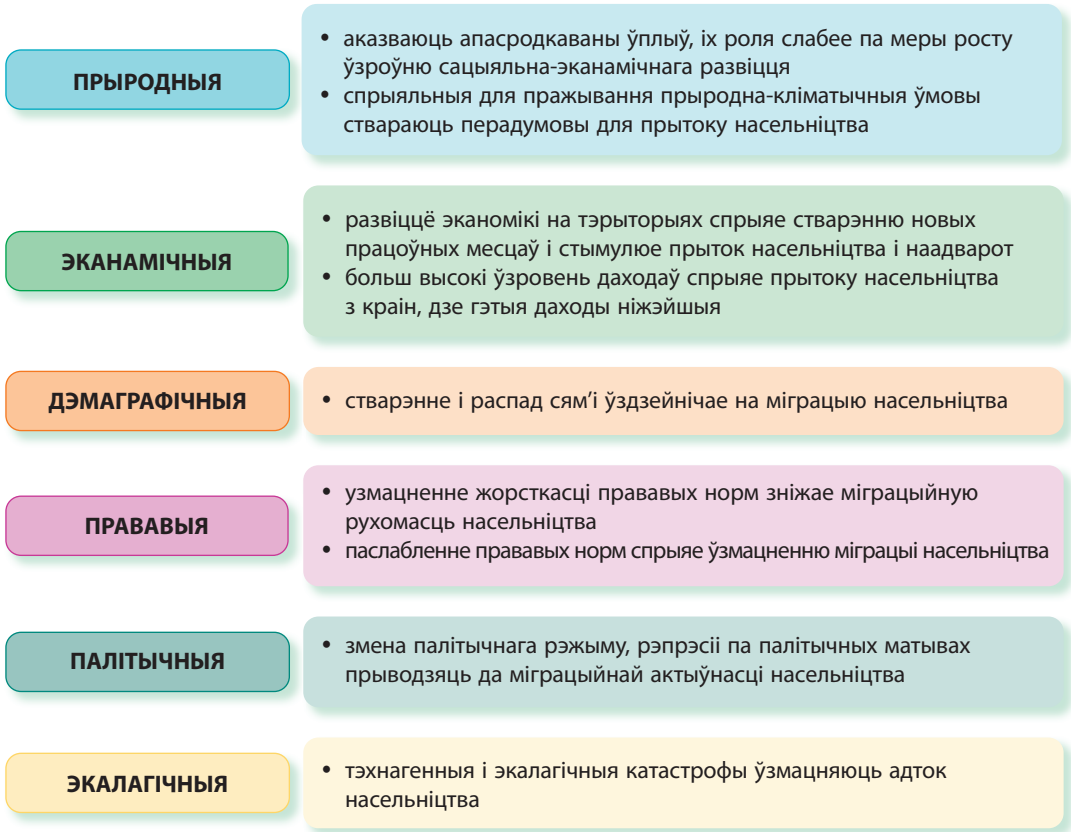 ПРЫРОДНЫЯ
• аказваюць апасродкаваны ўплыў, іх роля слабее па меры росту
ўзроўню сацыяльна-эканамічнага развіцця
• спрыяльныя для пражывання прыродна-кліматычныя ўмовы
ствараюць перадумовы для прытоку насельніцтва
ЭКАНАМІЧНЫЯ
• развіццё эканомікі на тэрыторыях спрыяе стварэнню новых
працоўных месцаў і стымулюе прыток насельніцтва і наадварот
• больш высокі ўзровень даходаў спрыяе прытоку насельніцтва
з краін, дзе гэтыя даходы ніжэйшыя
ДЭМАГРАФІЧНЫЯ
• стварэнне і распад сям'і ўздзейнічае на міграцыю насельніцтва
ПРАВАВЫЯ
• узмацненне жорсткасці прававых норм зніжае міграцыйную
рухомасць насельніцтва
• паслабленне прававых норм спрыяе ўзмацненню міграцыі насельніцтва
ПАЛІТЫЧНЫЯ
• змена палітычнага рэжыму, рэпрэсіі па палітычных матывах
прыводзяць да міграцыйнай актыўнасці насельніцтва
ЭКАЛАГІЧНЫЯ
• тэхнагенныя і экалагічныя катастрофы ўзмацняюць адток
насельніцтва